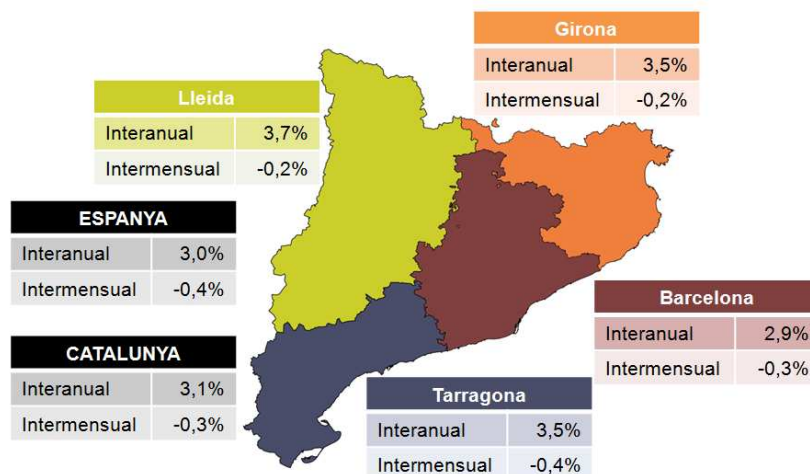 Girona
Interanual 3,5%
Intermensual -0,2%
Lleida
Interanual 3,7%
Intermensual -0,2%
ESPANYA
Interanual 3,0%
Intermensual -0,4%
Barcelona
Interanual 2,9%
Intermensual -0,3%
CATALUNYA
Interanual 3,1%
Intermensual -0,3%
Tarragona
Interanual 3,5%
Intermensual -0,4%